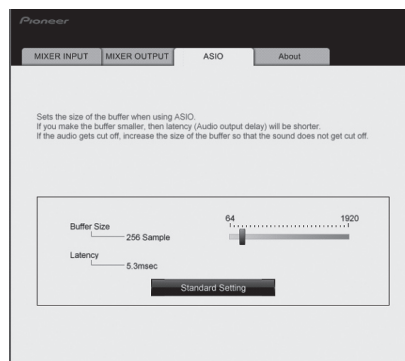 Pioneer
MIXER INPUT MIXER OUTPUT ASIO About
Sets the size of the buffer when using ASIO.
If you make the buffer smaller, then latency (Audio output delay) will be shorter.
If the audio gets cut off, increase the size of the buffer so that the sound does not get cut off.
64 1920
Buffer Size
256 Sample
Latency
5.3msec
Standard Setting